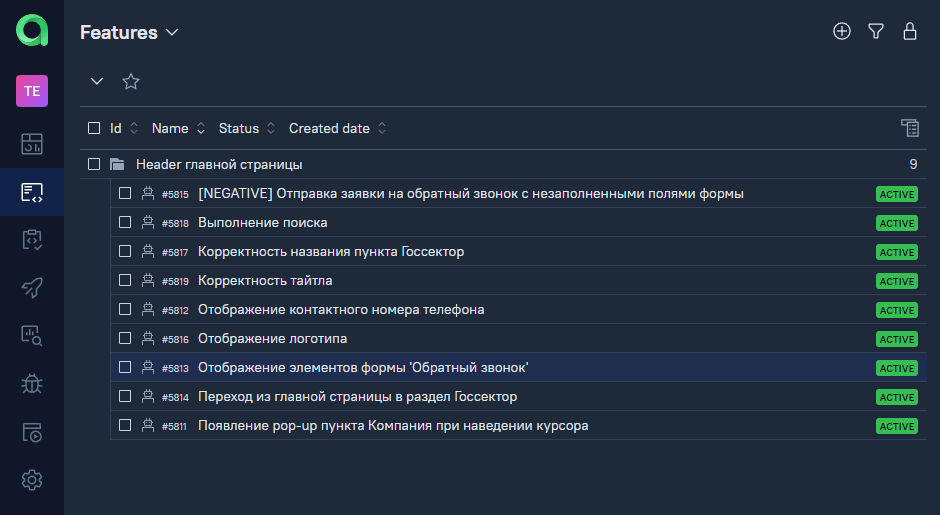 Features
TE
Id Name Status Created date
Header главной страницы 9
#5815 [NEGATIVE] Отправка заявки на обратный звонок с незаполненными полями формы ACTIVE
#5818 Выполнение поиска ACTIVE
#5817 Корректность названия пункта Госсектор ACTIVE
#5819 Корректность тайтла ACTIVE
#5812 Отображение контактного номера телефона ACTIVE
#5816 Отображение логотипа ACTIVE
#5813 Отображение элементов формы 'Обратный звонок' ACTIVE
#5814 Переход из главной страницы в раздел Госсектор ACTIVE
#5811 Появление pop-up пункта Компания при наведении курсора ACTIVE